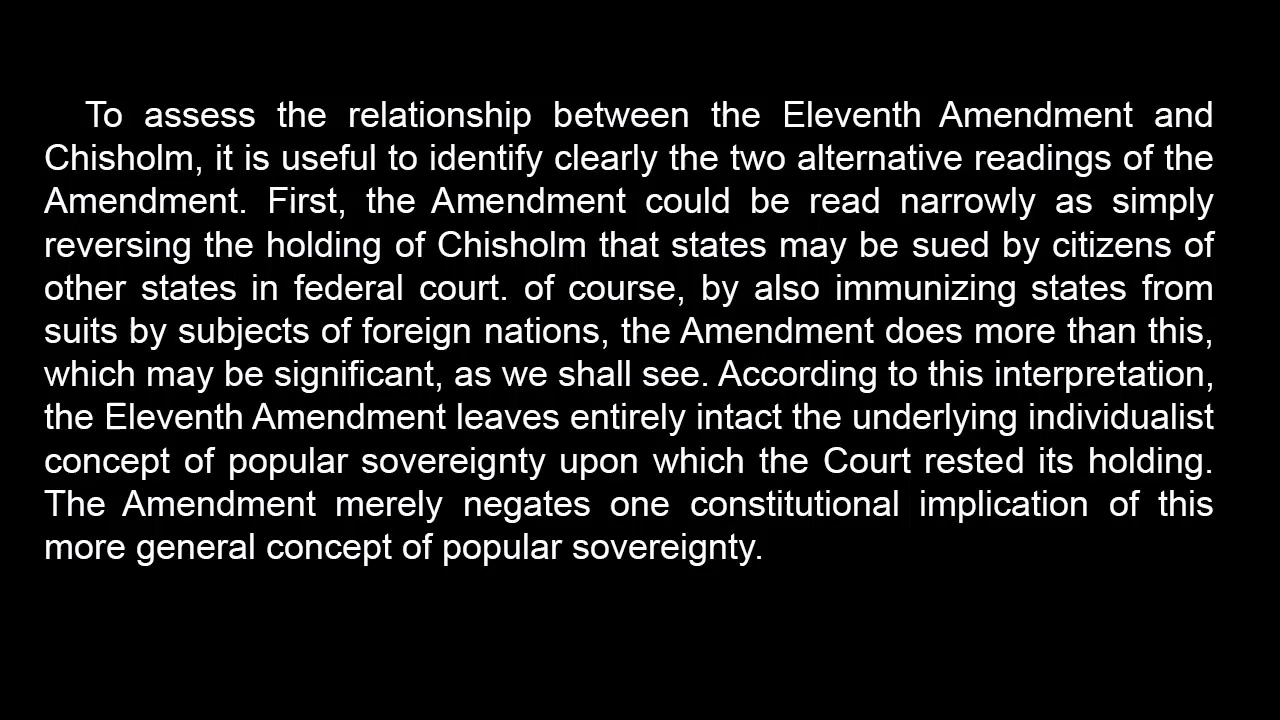 To assess the relationship between the Eleventh Amendment and
Chisholm, it is useful to identify clearly the two alternative readings of the
Amendment. First, the Amendment could be read narrowly as simply
reversing the holding of Chisholm that states may be sued by citizens of
other states in federal court. of course, by also immunizing states from
suits by subjects of foreign nations, the Amendment does more than this,
which may be significant, as we shall see. According to this interpretation,
the Eleventh Amendment leaves entirely intact the underlying individualist
concept of popular sovereignty upon which the Court rested its holding.
The Amendment merely negates one constitutional implication of this
more general concept of popular sovereignty.